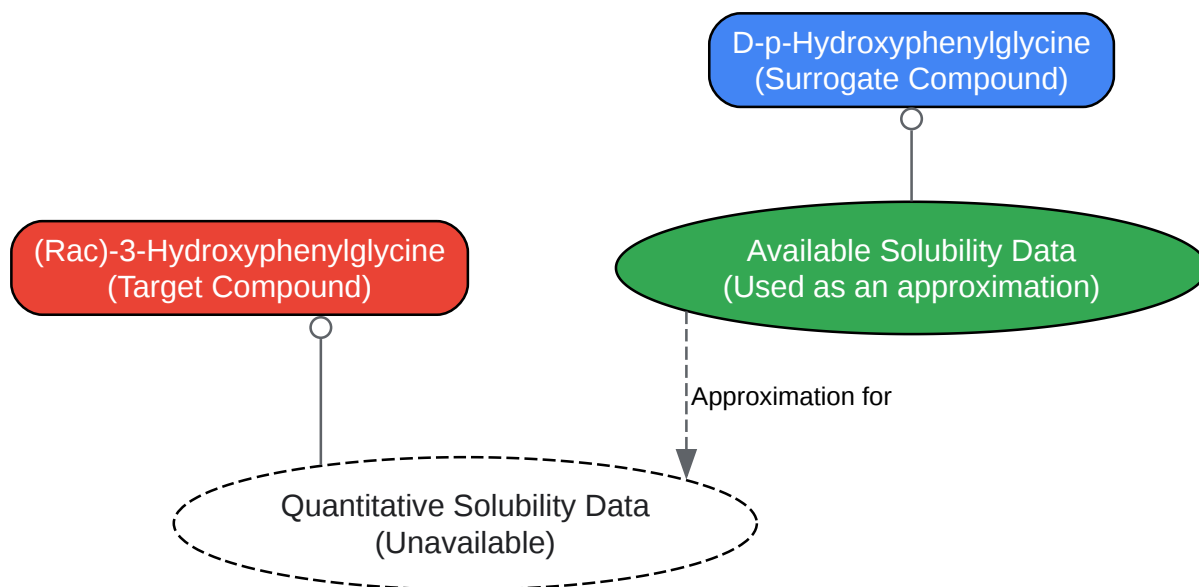 D-p-Hydroxyphenylglycine
(Surrogate Compound)
(Rac)-3-Hydroxyphenylglycine
(Target Compound)
Available Solubility Data
(Used as an approximation)
Approximation for
Quantitative Solubility Data
(Unavailable)